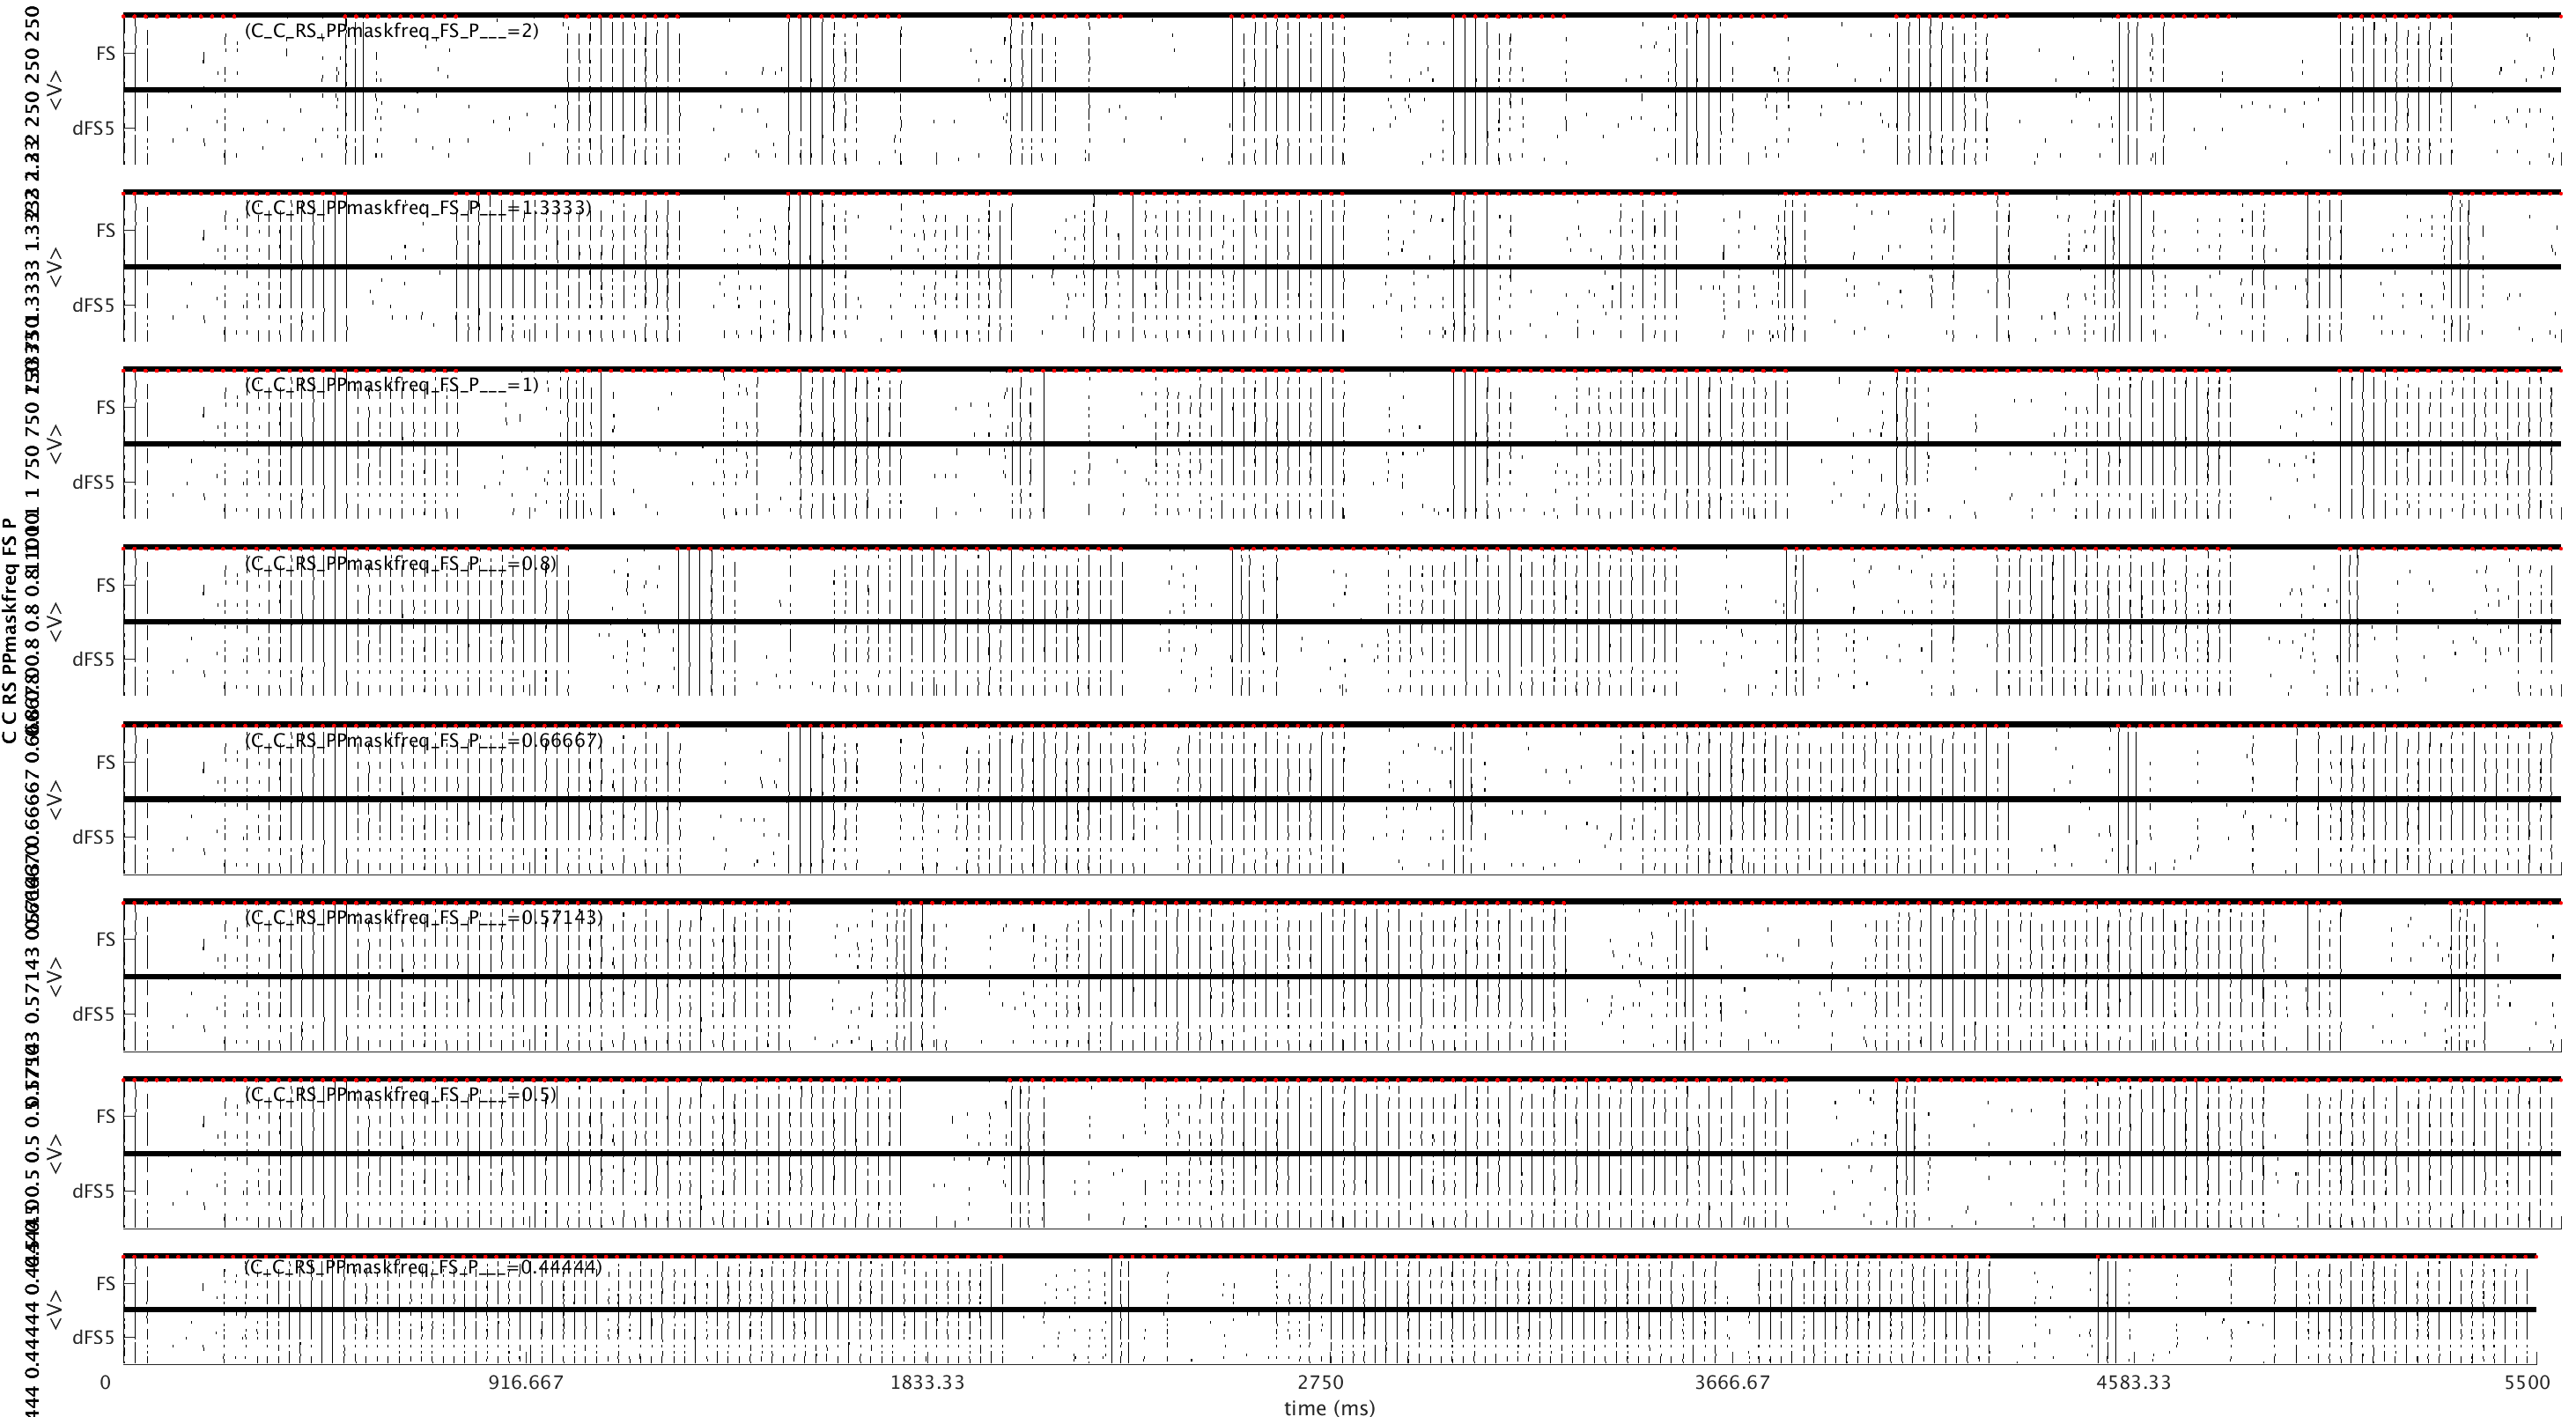 (C_C_RS_PPmaskfreq_FS_P___=2)
FS
<V>
dFS5
(C_C_RS_PPmaskfreq_FS_P___=1.3333)
FS
<V>
dFS5
(C_C_RS_PPmaskfreq_FS_P___=1)
FS
<V>
dFS5
C C RS PPmaskfreq FS P
(C_C_RS_PPmaskfreq_FS_P___=0.8)
FS
<V>
dFS5
(C_C_RS_PPmaskfreq_FS_P___=0.66667)
FS
<V>
dFS5
(C_C_RS_PPmaskfreq_FS_P___=0.57143)
FS
<V>
dFS5
(C_C_RS_PPmaskfreq_FS_P___=0.5)
FS
<V>
dFS5
(C_C_RS_PPmaskfreq_FS_P___=0.44444)
FS
<V>
dFS5
0 916.667 1833.33 2750 3666.67 4583.33 5500
time (ms)